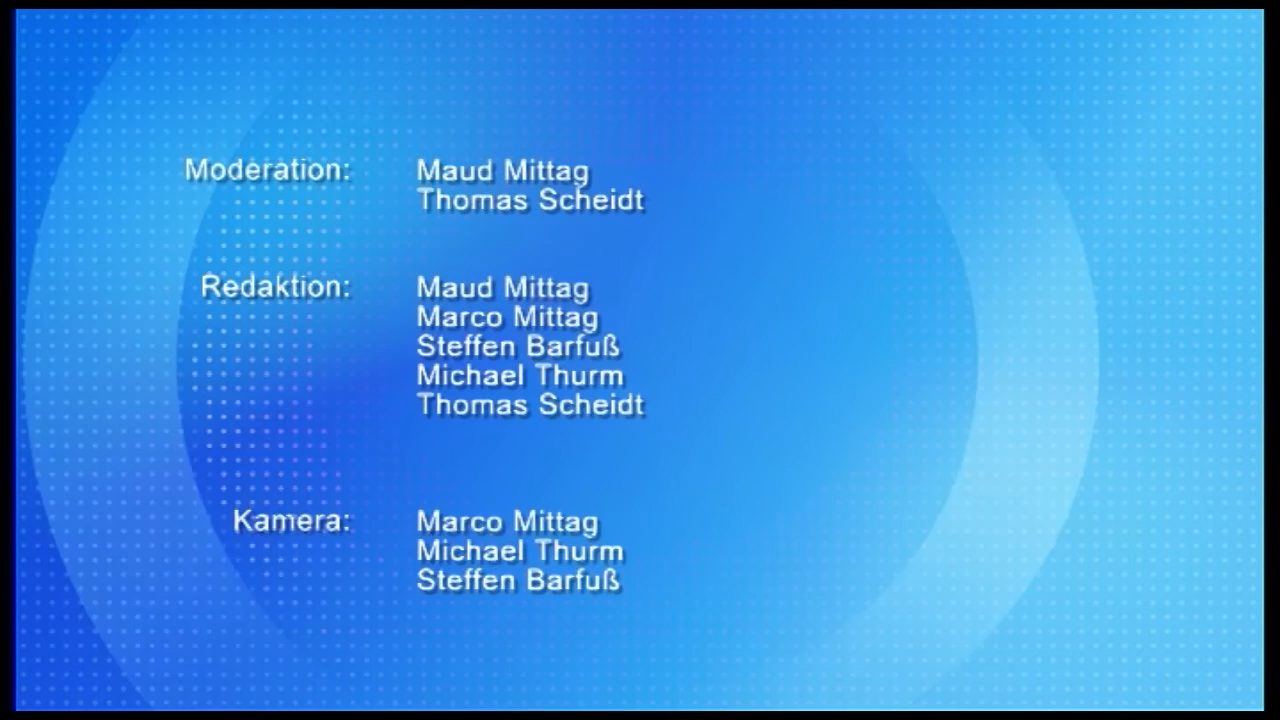 Moderation: Maud Mittag
Thomas Scheidt
Redaktion: Maud Mittag
Marco Mittag
Steffen Barfuß
Michael Thurm
Thomas Scheidt
Kamera: Marco Mittag
Michael Thurm
Steffen Barfuß